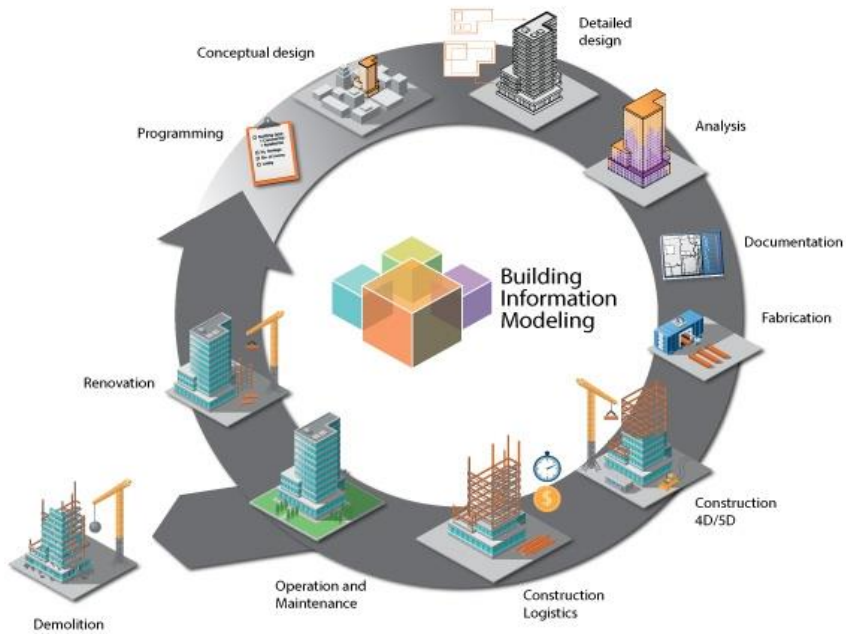 Conceptual design
Detailed
design
Programming
Analysis
Documentation
Building
Information
Modeling
Fabrication
Renovation
$
Construction
4D/5D
Operation and
Maintenance
Construction
Logistics
Demolition